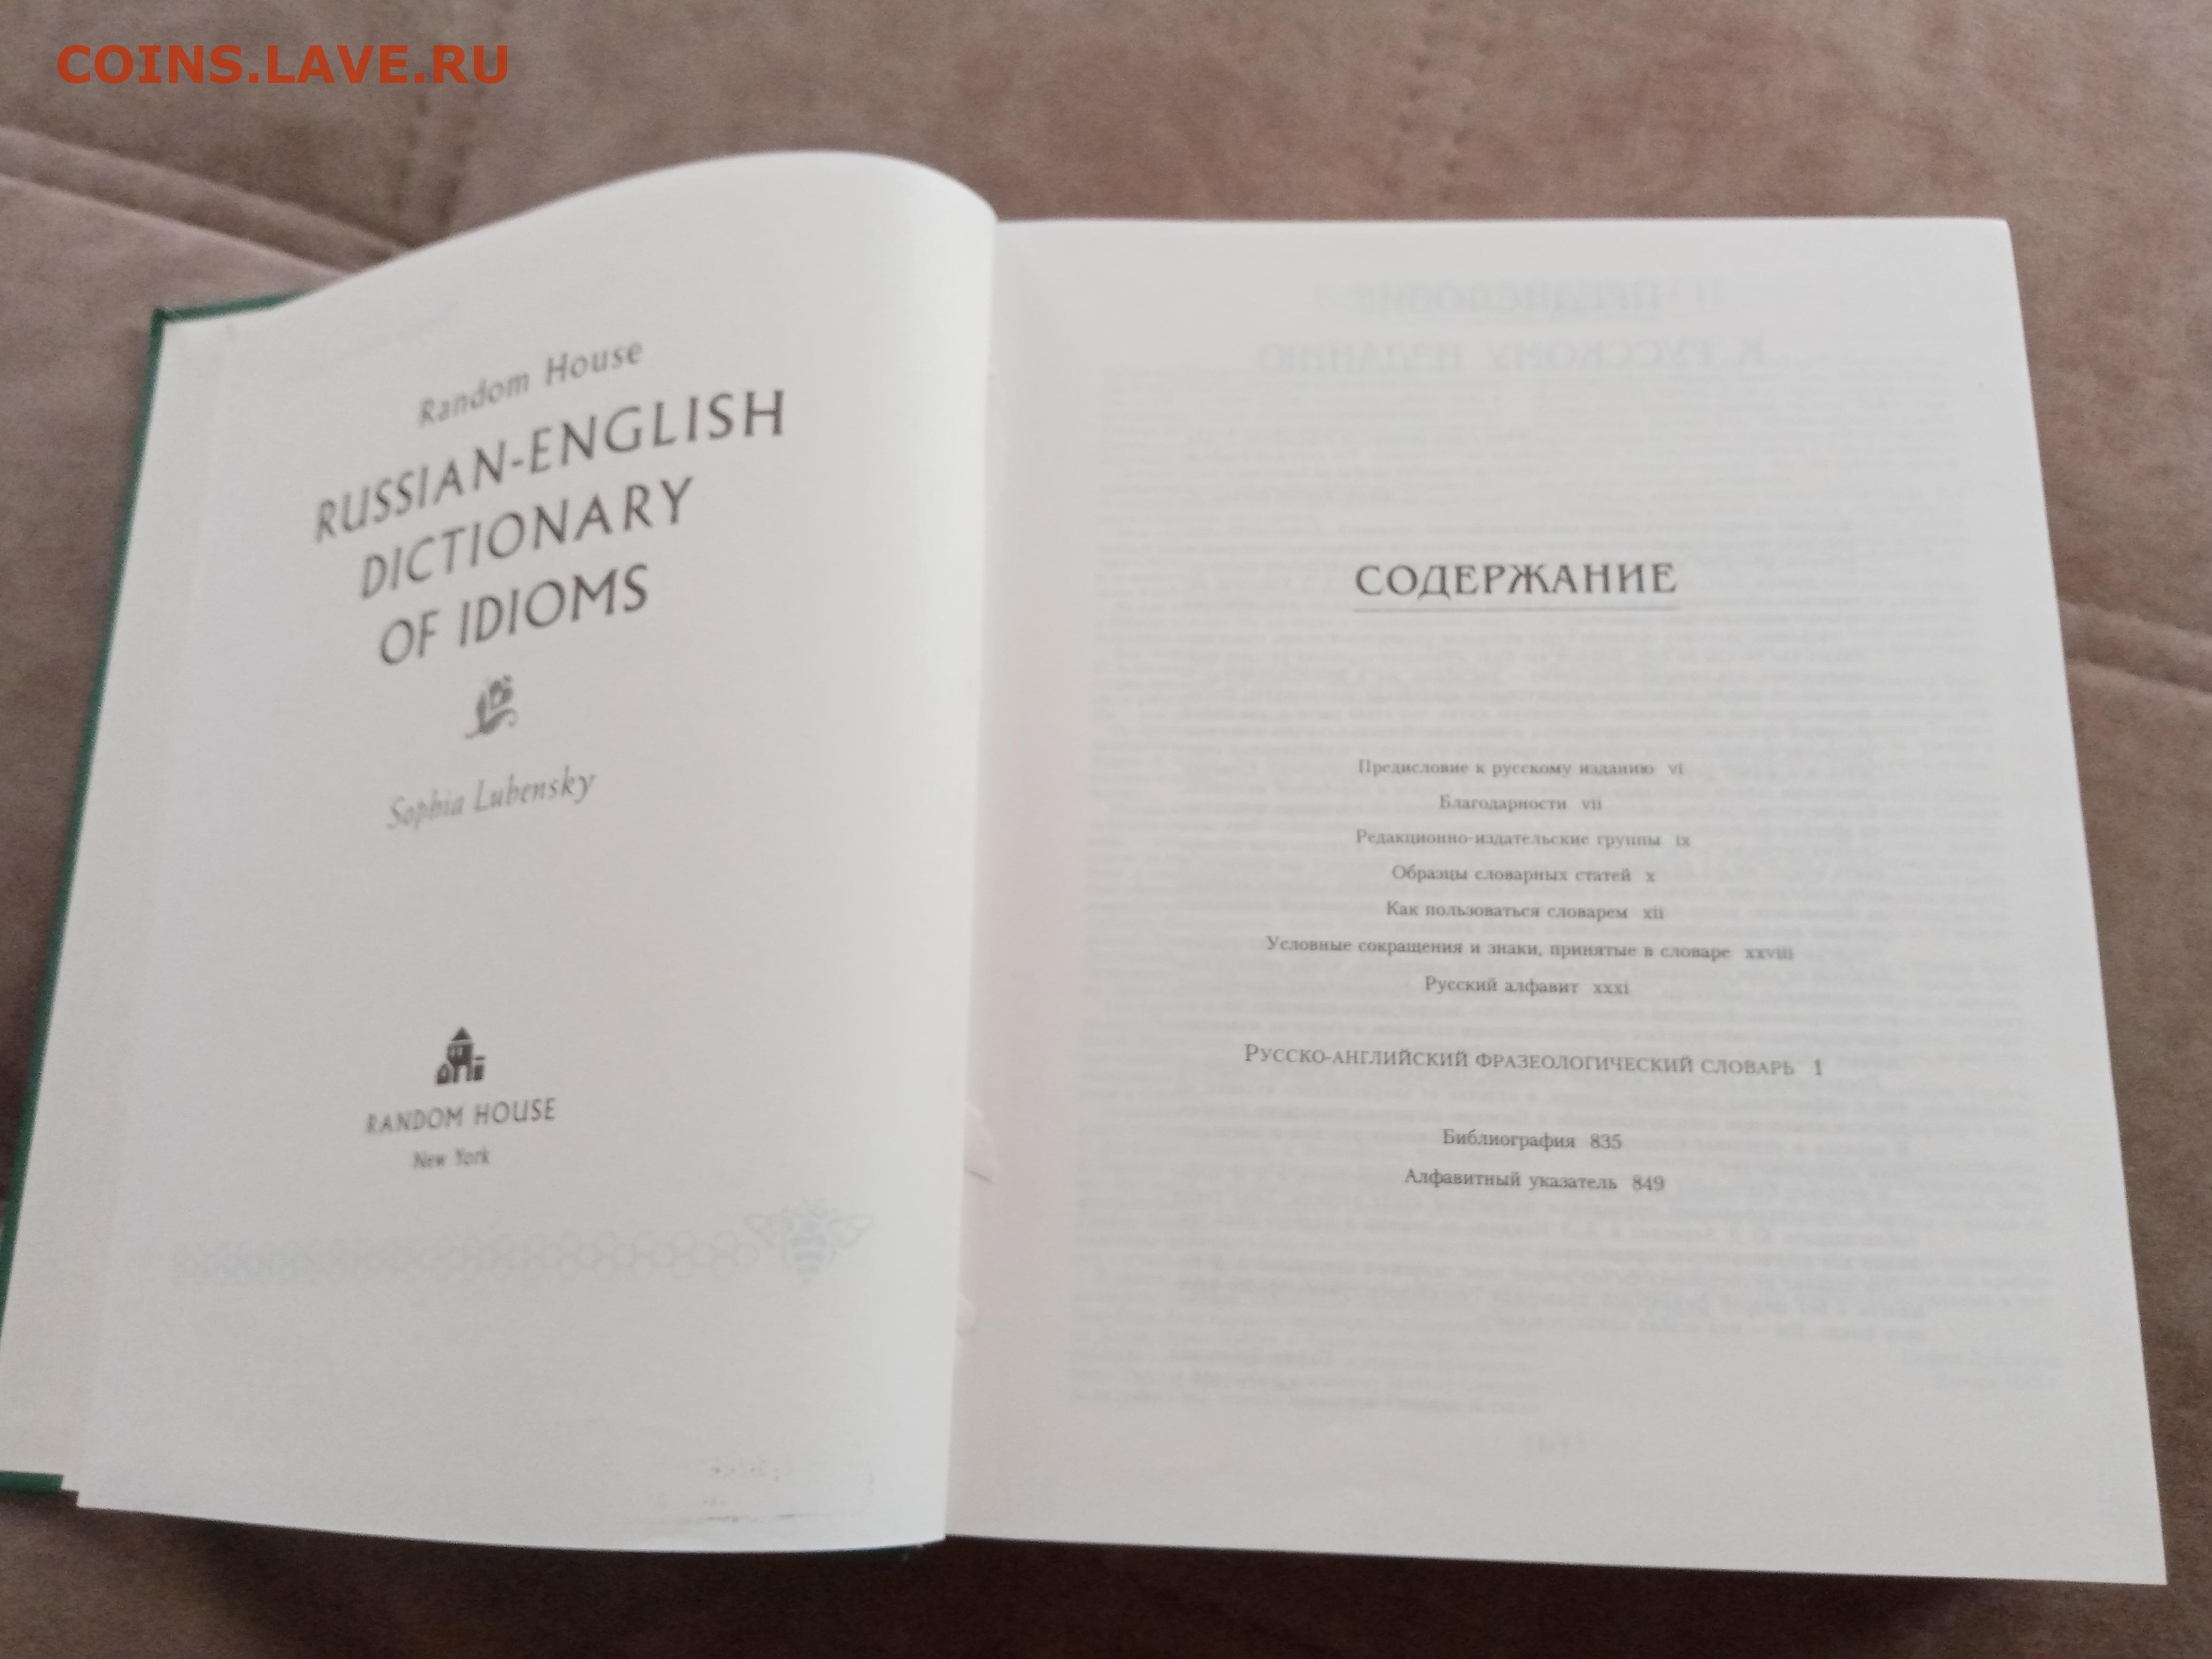 COINS.LAVE.RU
Random House
RUSSIAN-ENGLISH
DICTIONARY
OF IDIOMS
Sophia Lubensky
RANDOM HOUSE
New York
СОДЕРЖАНИЕ
Предисловие к русскому изданию vi
Благодарности vii
Редакционно-издательские группы ix
Образцы словарных статей x
Как пользоваться словарем xii
Условные сокращения и знаки, принятые в словаре xxviii
Русский алфавит xxxi
РУССКО-АНГЛИЙСКИЙ ФРАЗЕОЛОГИЧЕСКИЙ СЛОВАРЬ 1
Библиография 835
Алфавитный указатель 849